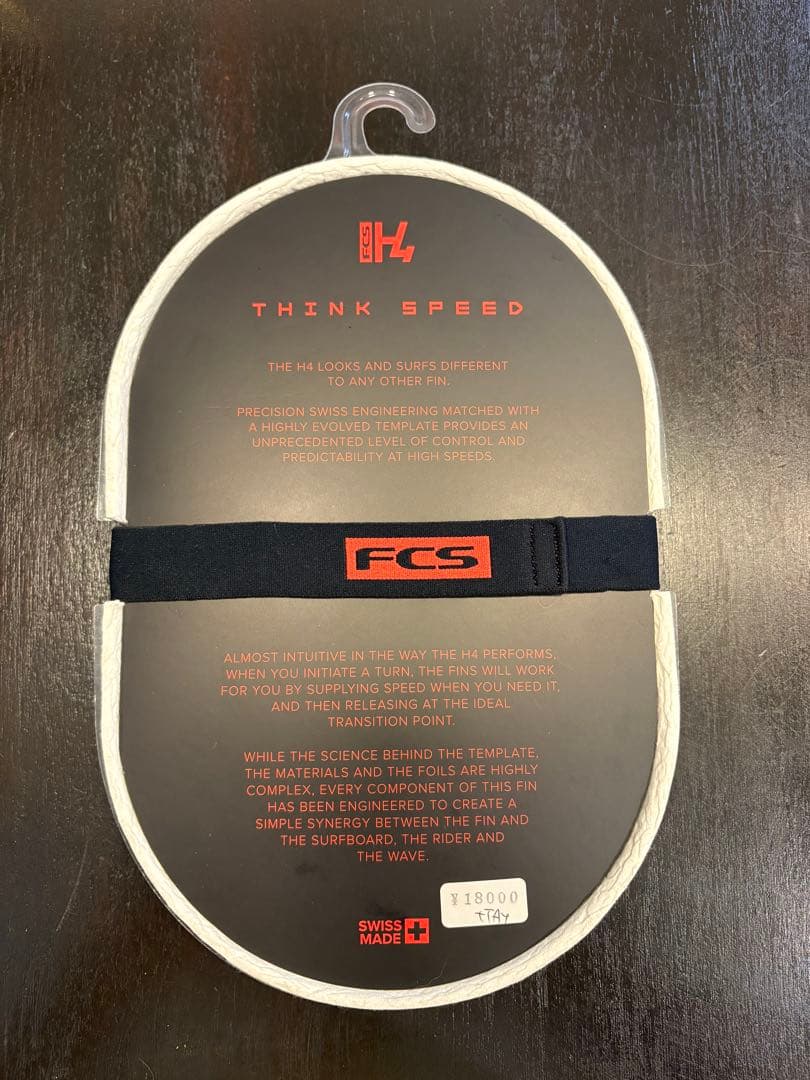 FCS H4
THINK SPEED
THE H4 LOOKS AND SURFS DIFFERENT
TO ANY OTHER FIN.
PRECISION SWISS ENGINEERING MATCHED WITH
A HIGHLY EVOLVED TEMPLATE PROVIDES AN
UNPRECEDENTED LEVEL OF CONTROL AND
PREDICTABILITY AT HIGH SPEEDS.
FCS
ALMOST INTUITIVE IN THE WAY THE H4 PERFORMS,
WHEN YOU INITIATE A TURN, THE FINS WILL WORK
FOR YOU BY SUPPLYING SPEED WHEN YOU NEED IT,
AND THEN RELEASING AT THE IDEAL
TRANSITION POINT.
WHILE THE SCIENCE BEHIND THE TEMPLATE,
THE MATERIALS AND THE FOILS ARE HIGHLY
COMPLEX, EVERY COMPONENT OF THIS FIN
HAS BEEN ENGINEERED TO CREATE A
SIMPLE SYNERGY BETWEEN THE FIN AND
THE SURFBOARD, THE RIDER AND
THE WAVE.
¥18000
SWISS
MADE